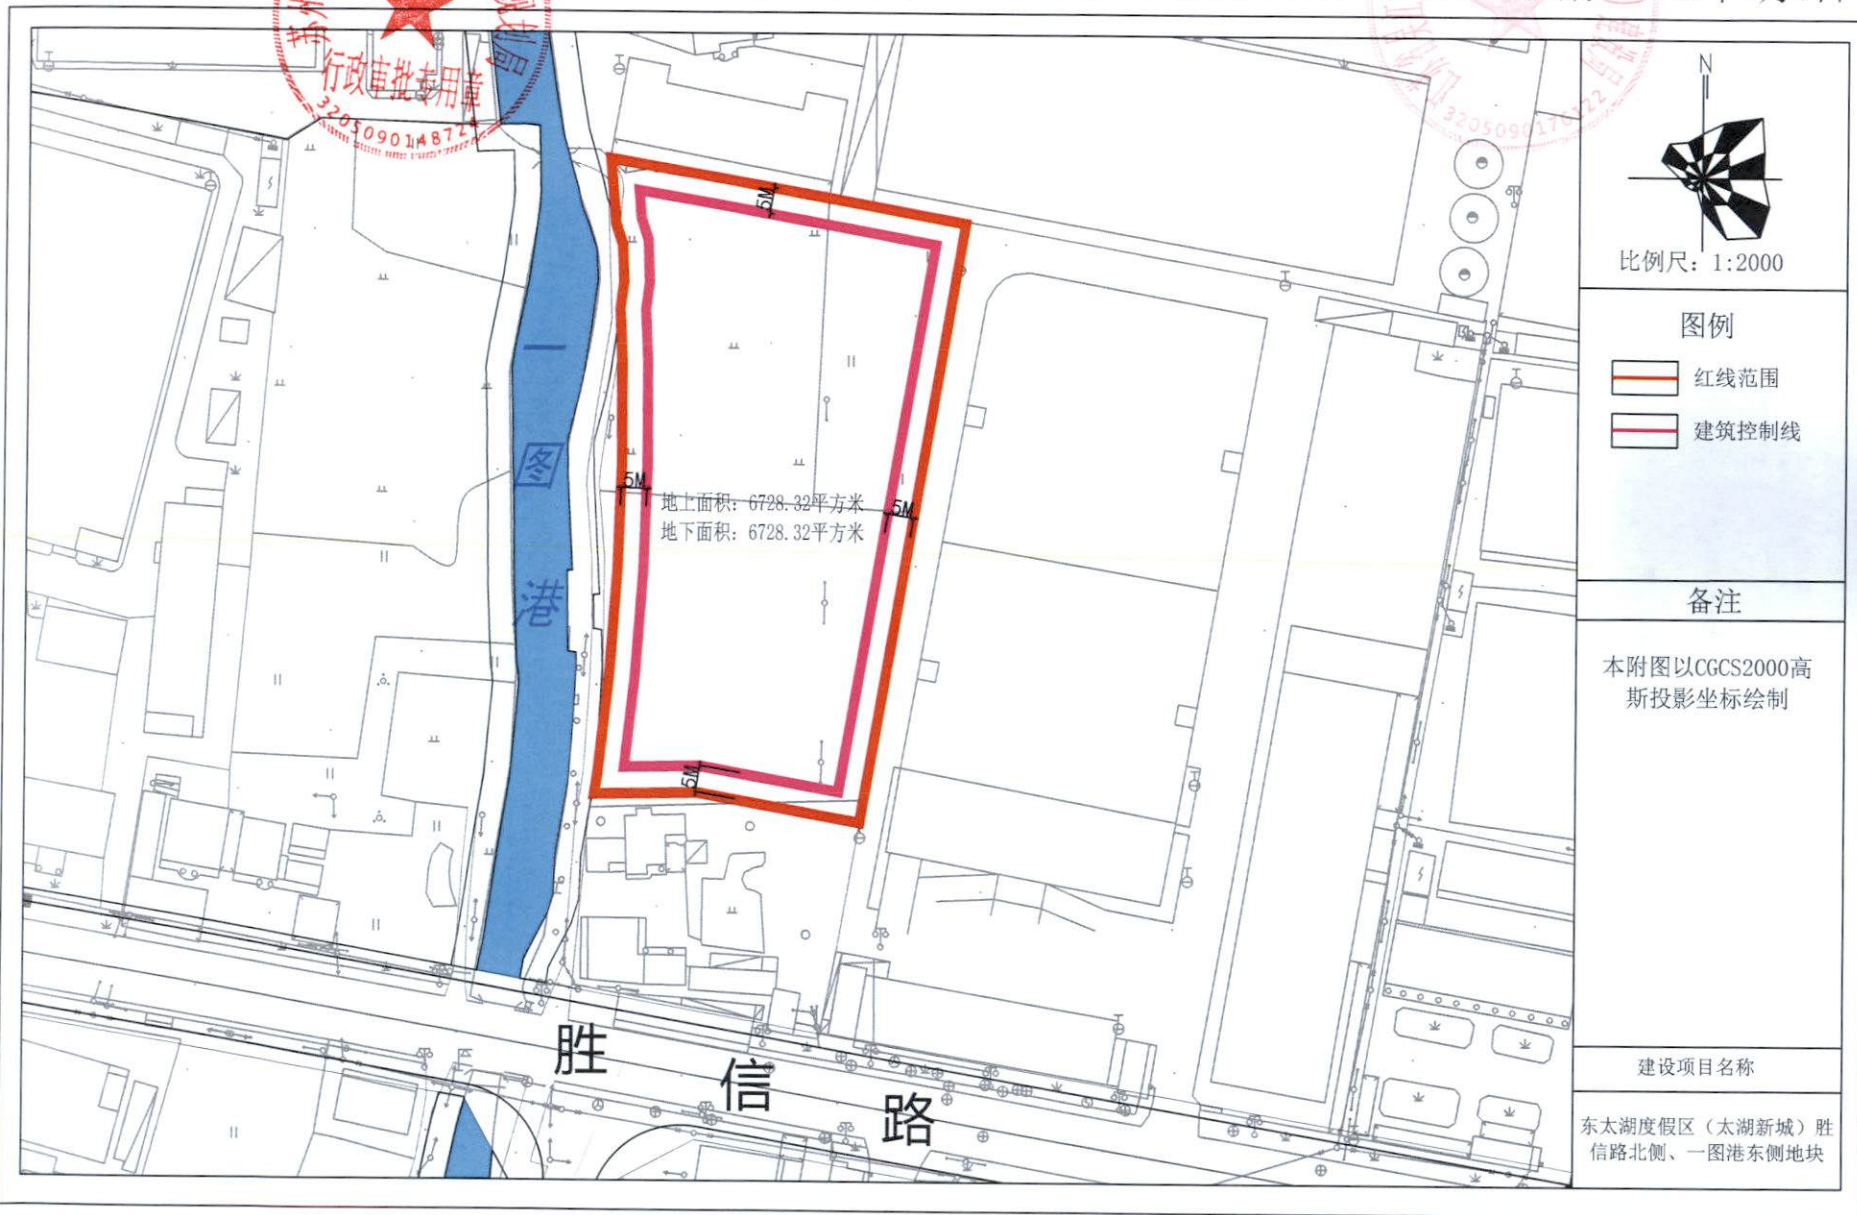 行政审批专用章
3205090148724
3205090176122
N
比例尺：1:2000
图例
红线范围
建筑控制线
备注
本附图以CGCS2000高
斯投影坐标绘制
建设项目名称
东太湖度假区（太湖新城）胜
信路北侧、一图港东侧地块
5M
5M
5M
5M
地上面积：6728.32平方米
地下面积：6728.32平方米
一图港
胜信路